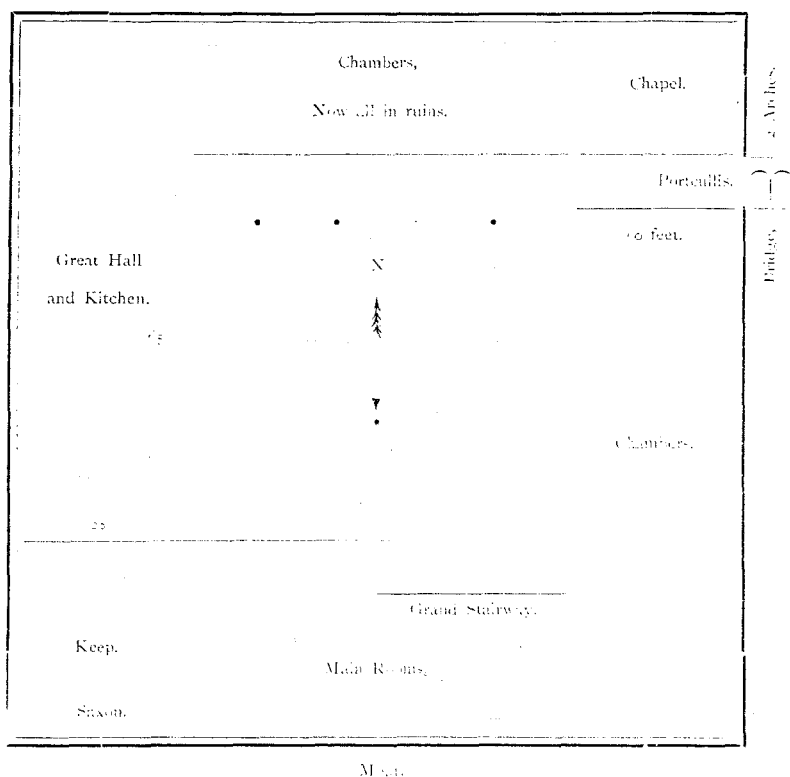 Chambers,
Chapel.
Now all in ruins.
2 Arches.
Portcullis.
feet.
Bridge,
Great Hall
N
and Kitchen.
Chambers.
Grand Stairway.
Keep.
Main Rooms,
Saxon.
Moat.